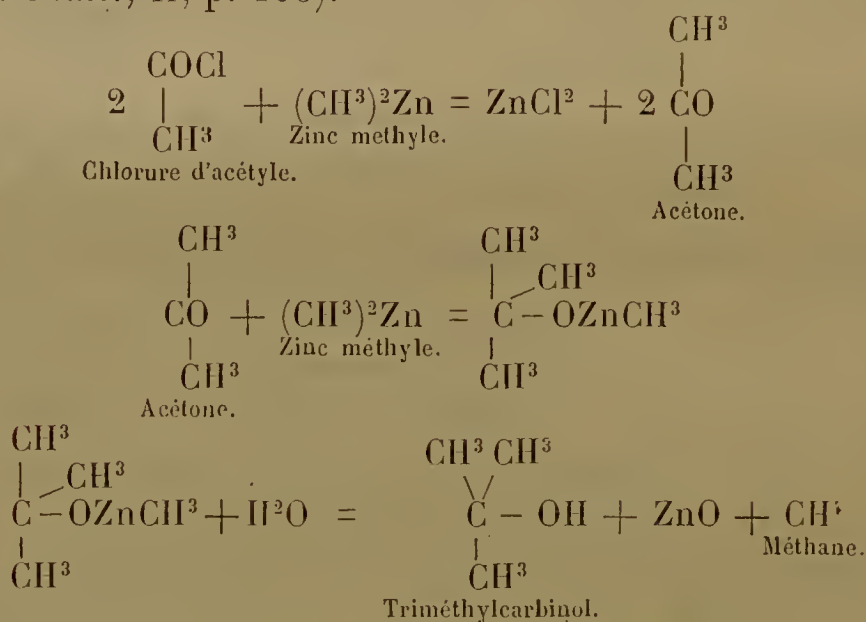 II, p.
CH³
COCl
2 | + (CH³)²Zn = ZnCl² + 2 CO
CH³ Zinc methyle.
Chlorure d'acétyle.
CH³
Acétone.
CH³ CH³
CH³
CO + (CH³)²Zn = C – OZnCH³
Zinc méthyle.
CH³ CH³
Acétone.
CH³ CH³ CH³
CH³
C – OZnCH³ + H²O = C – OH + ZnO + CH⁴
Méthane.
CH³ CH³
Triméthylcarbinol.